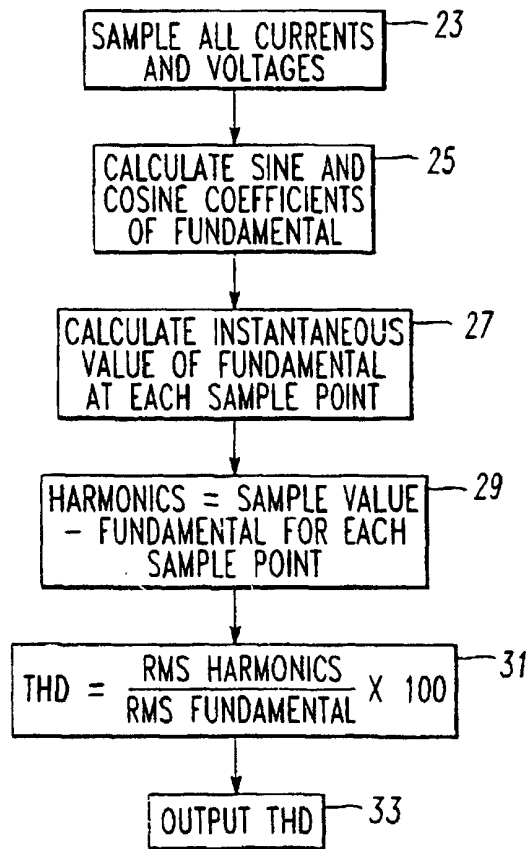 SAMPLE ALL CURRENTS
AND VOLTAGES
23
CALCULATE SINE AND
COSINE COEFFICIENTS
OF FUNDAMENTAL
25
CALCULATE INSTANTANEOUS
VALUE OF FUNDAMENTAL
AT EACH SAMPLE POINT
27
HARMONICS = SAMPLE VALUE
– FUNDAMENTAL FOR EACH
SAMPLE POINT
29
THD = RMS HARMONICS / RMS FUNDAMENTAL X 100
31
OUTPUT THD
33